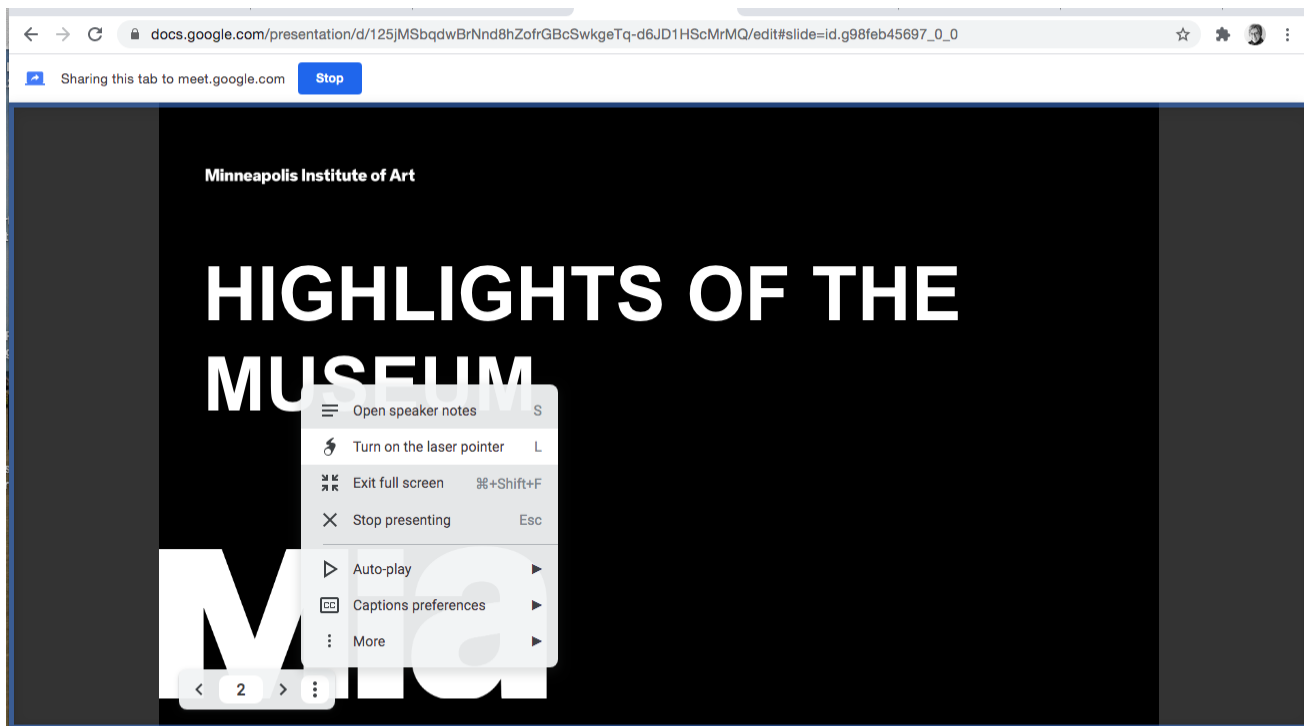 docs.google.com/presentation/d/125jMSbqdwBrNnd8hZofrGBcSwkgeTq-d6JD1HScMrMQ/edit#slide=id.g98feb45697_0_0
Sharing this tab to meet.google.com Stop
Minneapolis Institute of Art
HIGHLIGHTS OF THE
MUSEUM
Open speaker notes S
Turn on the laser pointer L
Exit full screen ⌘+Shift+F
Stop presenting Esc
Auto-play
CC Captions preferences
More
Mia
2